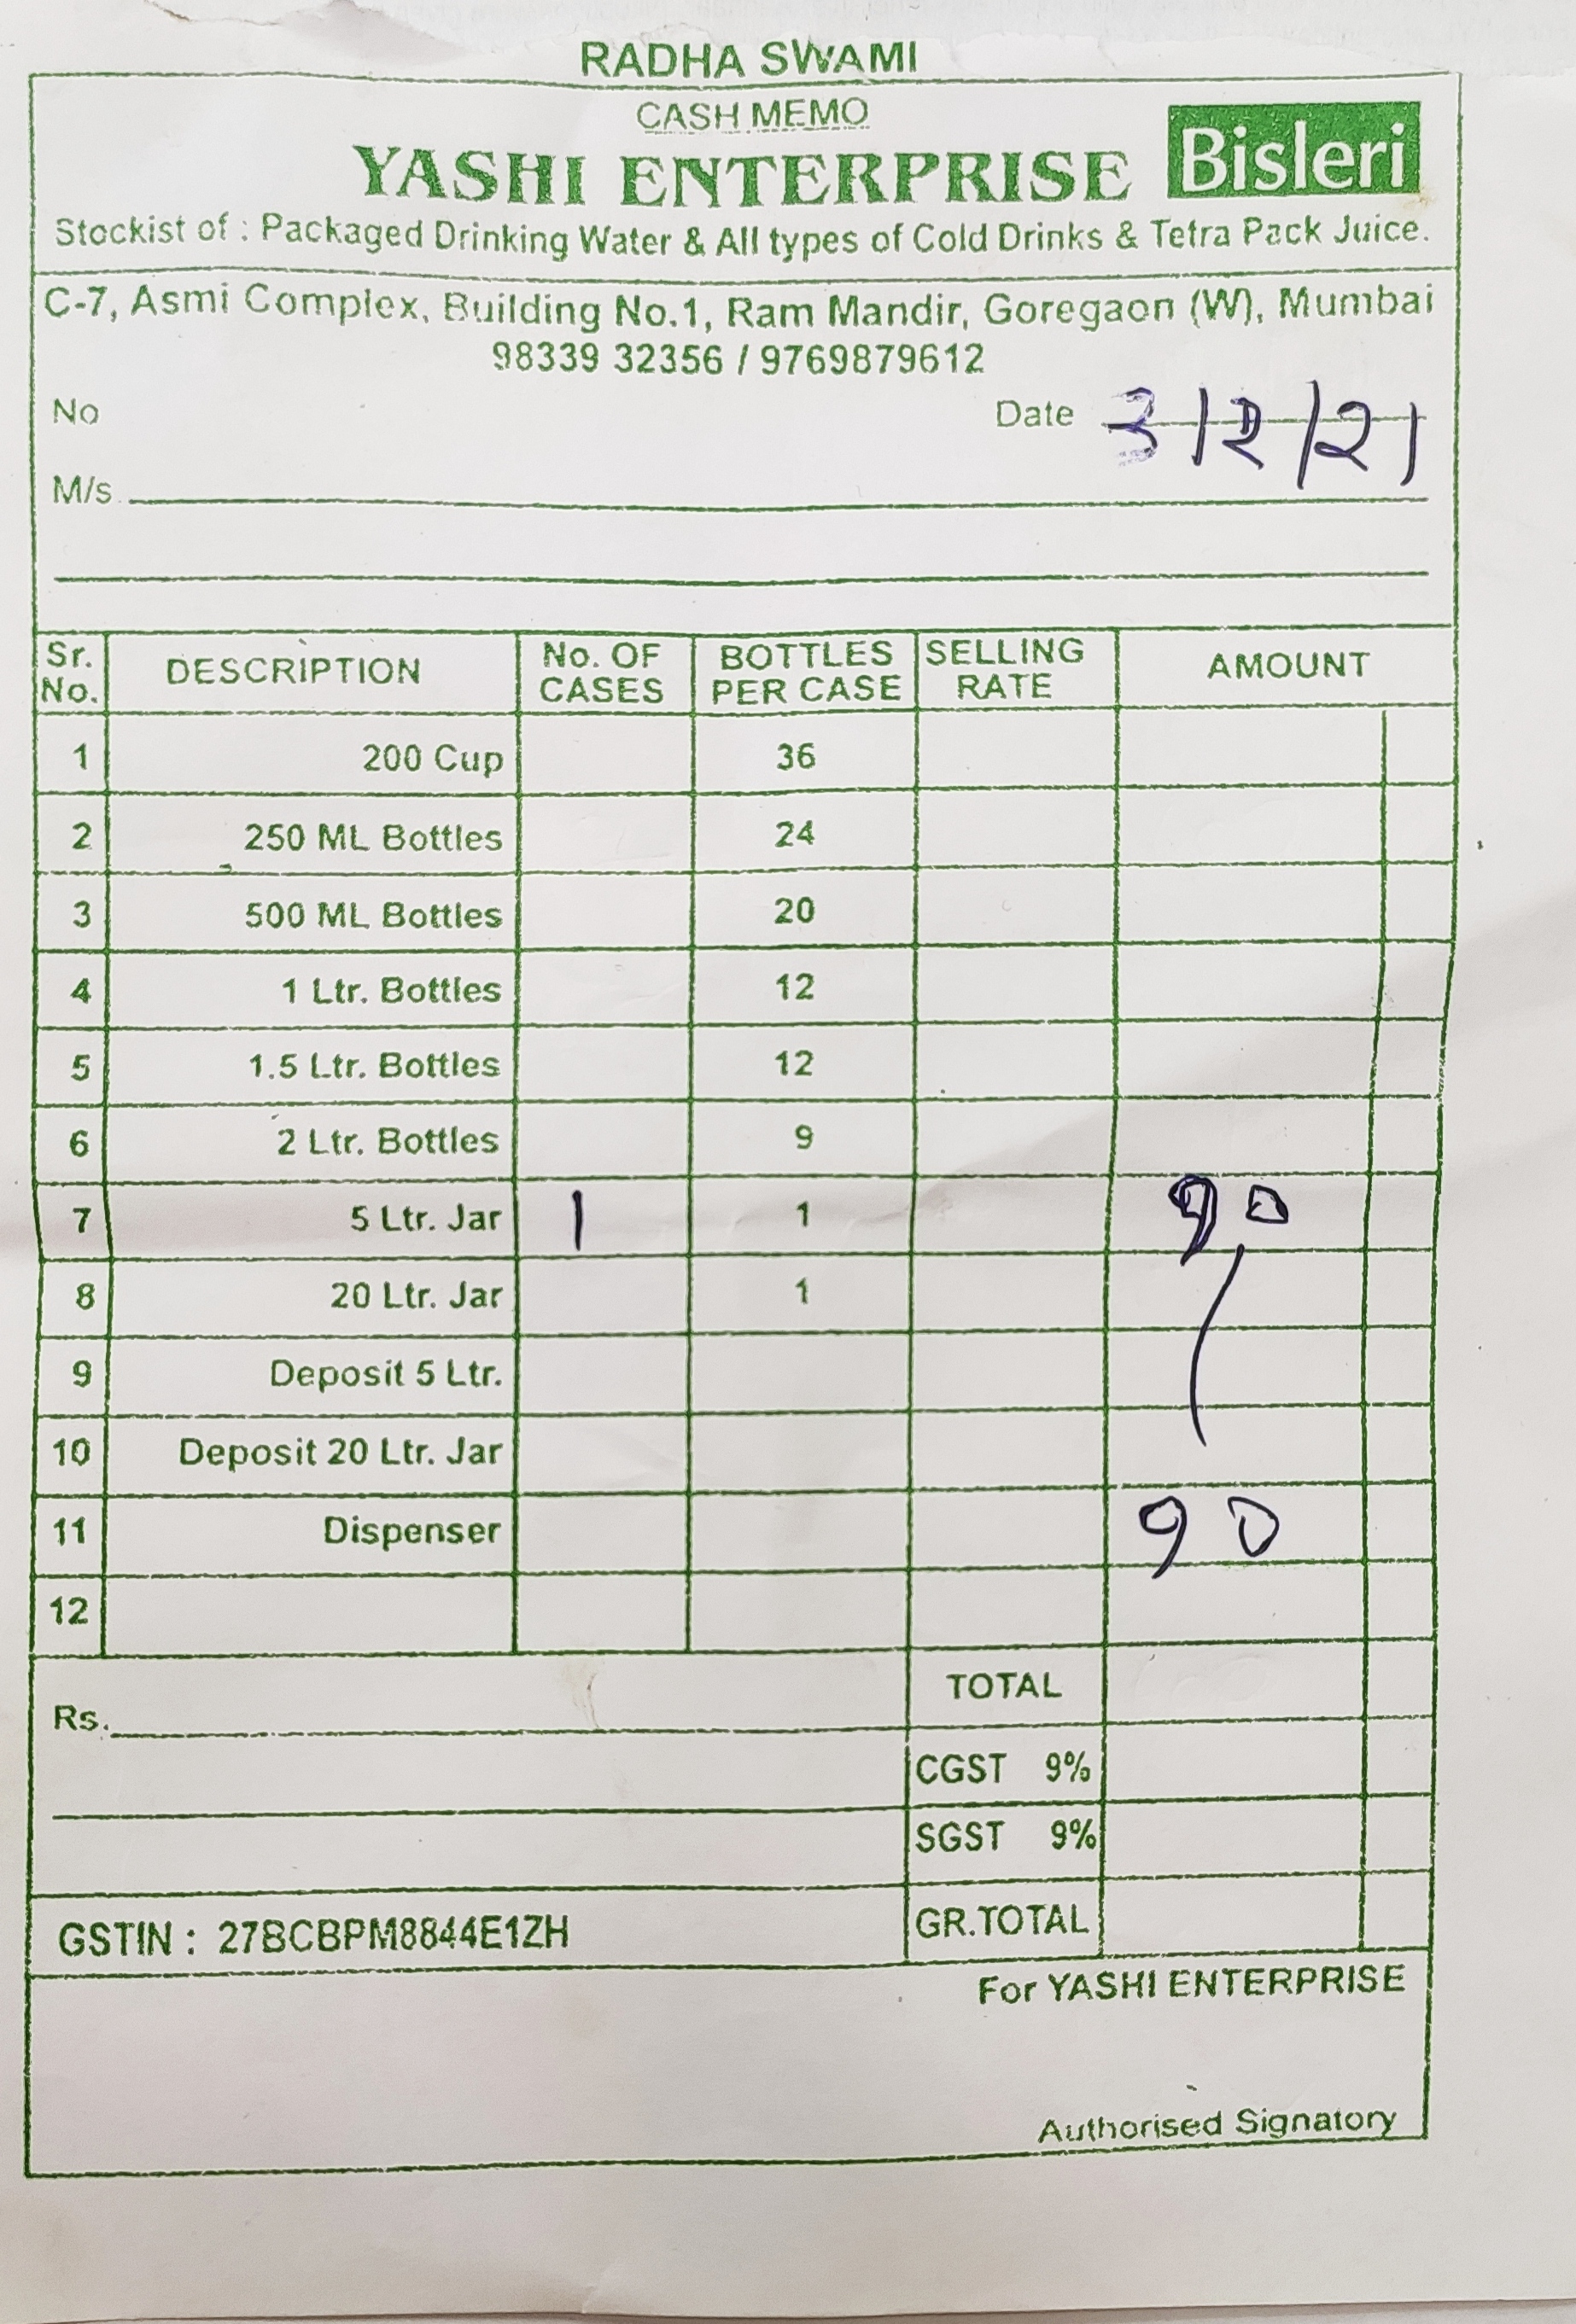 RADHA SWAMI
CASH MEMO
YASHI ENTERPRISE Bisleri
Stockist of : Packaged Drinking Water & All types of Cold Drinks & Tetra Pack Juice.
C-7, Asmi Complex, Building No.1, Ram Mandir, Goregaon (W), Mumbai
98339 32356 / 9769879612
No Date 3/2/21
M/s.
Sr. No. DESCRIPTION No. OF CASES BOTTLES PER CASE SELLING RATE AMOUNT
1 200 Cup 36
2 250 ML Bottles 24
3 500 ML Bottles 20
4 1 Ltr. Bottles 12
5 1.5 Ltr. Bottles 12
6 2 Ltr. Bottles 9
7 5 Ltr. Jar 1 1 90
8 20 Ltr. Jar 1
9 Deposit 5 Ltr.
10 Deposit 20 Ltr. Jar
11 Dispenser 90
12
TOTAL
Rs.
CGST 9%
SGST 9%
GSTIN : 27BCBPM8844E1ZH GR.TOTAL
For YASHI ENTERPRISE
Authorised Signatory